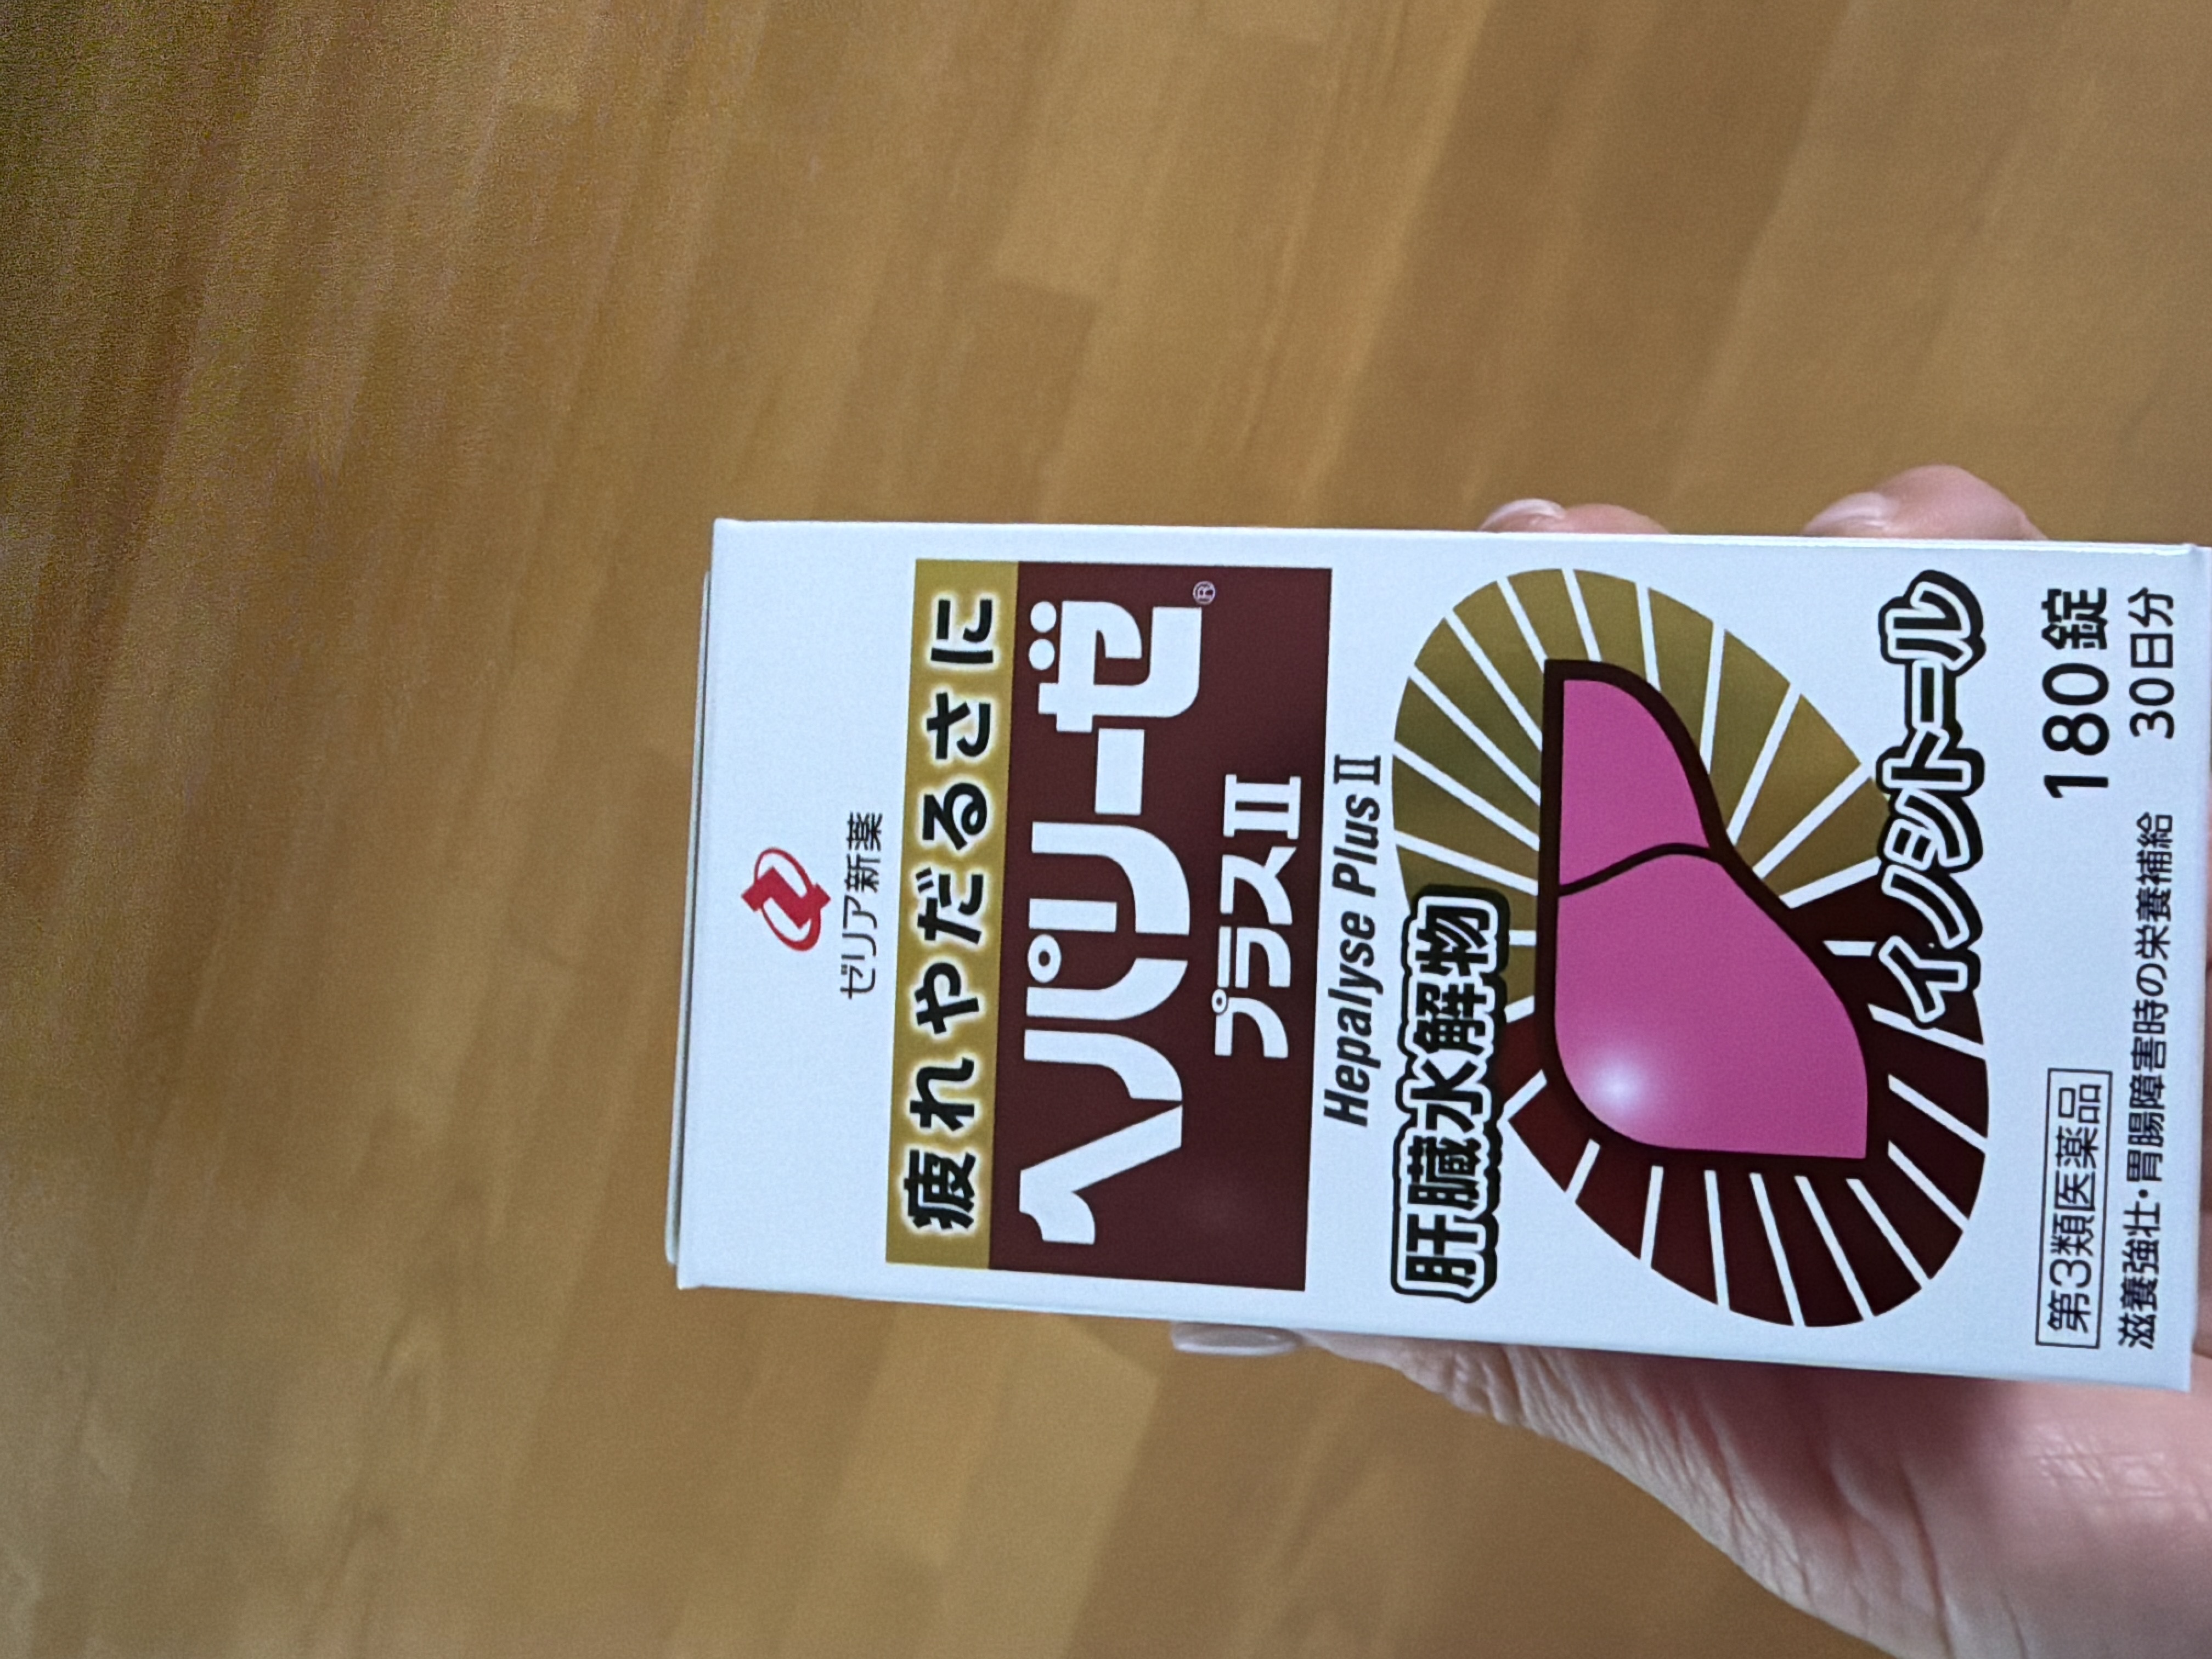 ゼリア新薬
疲れやだるさに
ヘパリーゼ®
プラスⅡ
Hepalyse PlusⅡ
肝臓水解物
イノシトール
第3類医薬品 180錠
滋養強壮・胃腸障害時の栄養補給 30日分